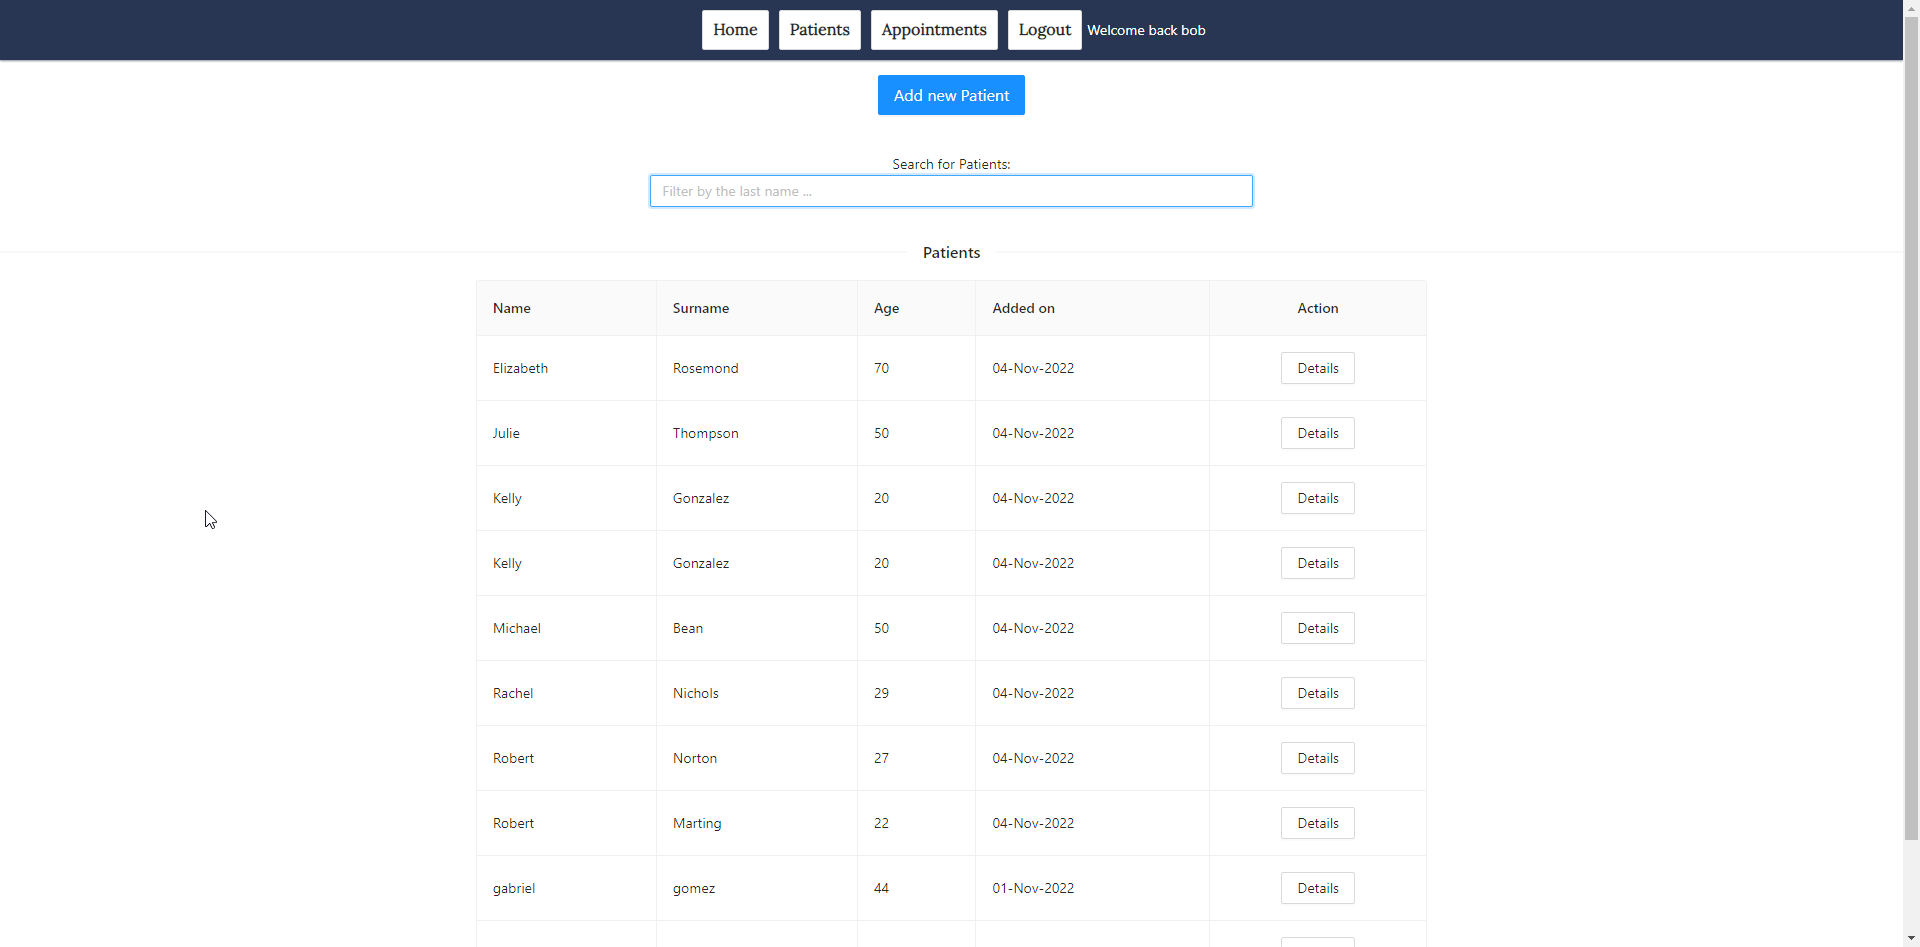 Home Patients Appointments Logout Welcome back bob
Add new Patient
Search for Patients:
Filter by the last name ...
Patients
Name Surname Age Added on Action
Elizabeth Rosemond 70 04-Nov-2022 Details
Julie Thompson 50 04-Nov-2022 Details
Kelly Gonzalez 20 04-Nov-2022 Details
Kelly Gonzalez 20 04-Nov-2022 Details
Michael Bean 50 04-Nov-2022 Details
Rachel Nichols 29 04-Nov-2022 Details
Robert Norton 27 04-Nov-2022 Details
Robert Marting 22 04-Nov-2022 Details
gabriel gomez 44 01-Nov-2022 Details